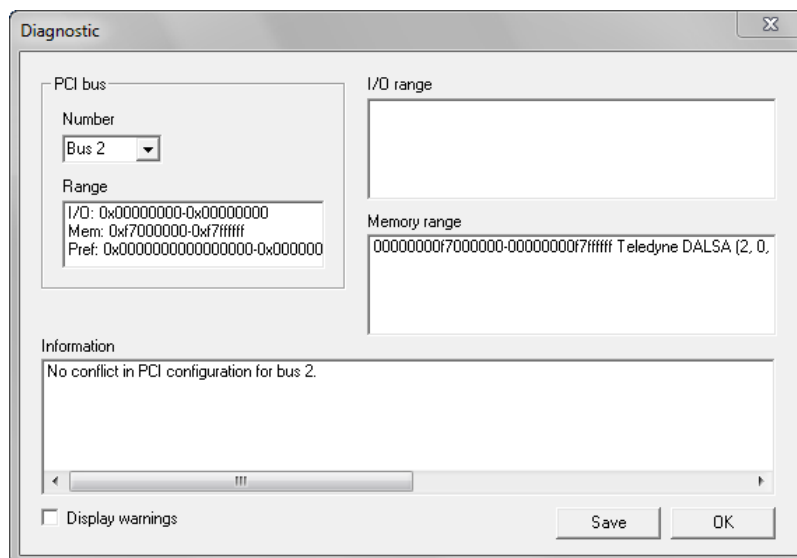 Diagnostic
PCI bus
Number
Bus 2
Range
I/O: 0x00000000-0x00000000
Mem: 0xf7000000-0xf7ffffff
Pref: 0x0000000000000000-0x000000
I/O range
Memory range
00000000f7000000-00000000f7ffffff Teledyne DALSA (2, 0,
Information
No conflict in PCI configuration for bus 2.
Display warnings
Save
OK